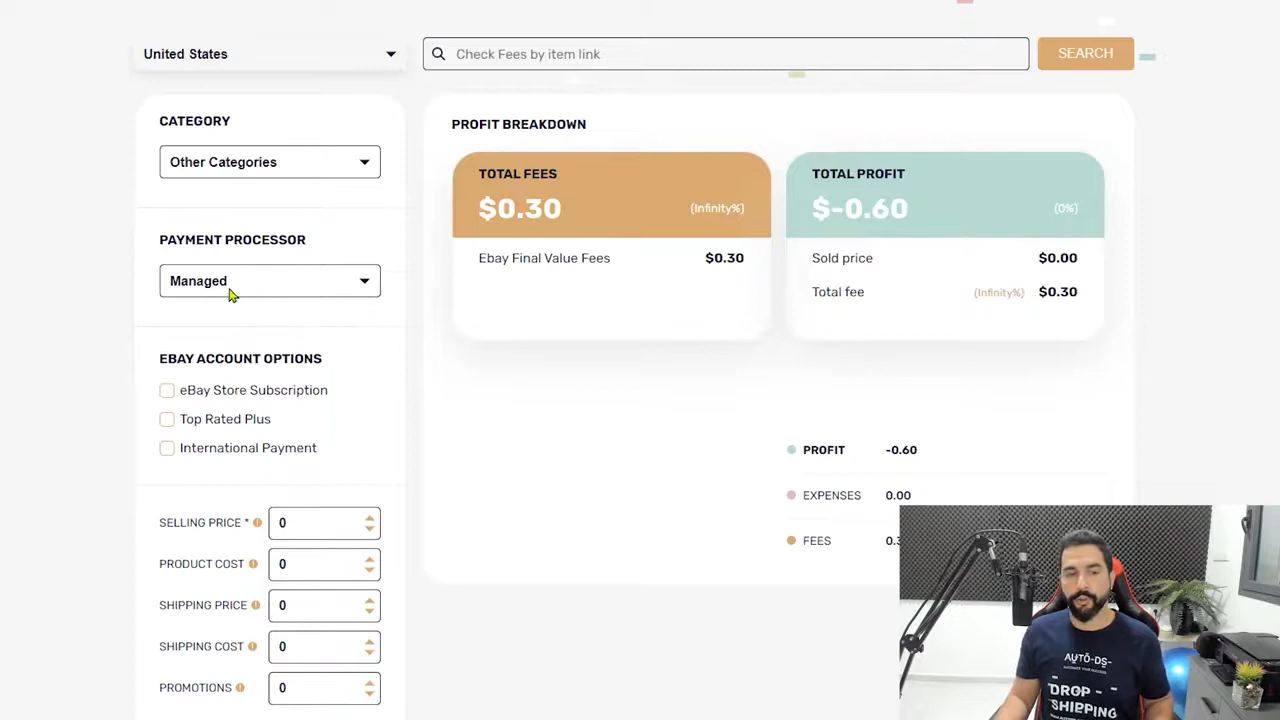 United States
Check Fees by item link
SEARCH
CATEGORY
Other Categories
PAYMENT PROCESSOR
Managed
EBAY ACCOUNT OPTIONS
eBay Store Subscription
Top Rated Plus
International Payment
SELLING PRICE * 0
PRODUCT COST 0
SHIPPING PRICE 0
SHIPPING COST 0
PROMOTIONS 0
PROFIT BREAKDOWN
TOTAL FEES
$0.30 (Infinity%)
Ebay Final Value Fees $0.30
TOTAL PROFIT
$-0.60 (0%)
Sold price $0.00
Total fee (Infinity%) $0.30
PROFIT -0.60
EXPENSES 0.00
FEES
AUTO-DS-
DROP-
SHIPPING